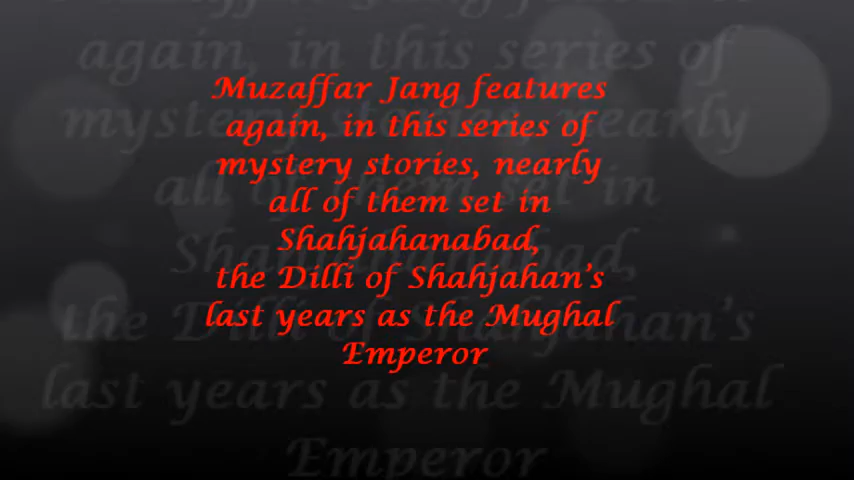 Muzaffar Jang features
again, in this series of
mystery stories, nearly
all of them set in
Shahjahanabad,
the Dilli of Shahjahan's
last years as the Mughal
Emperor